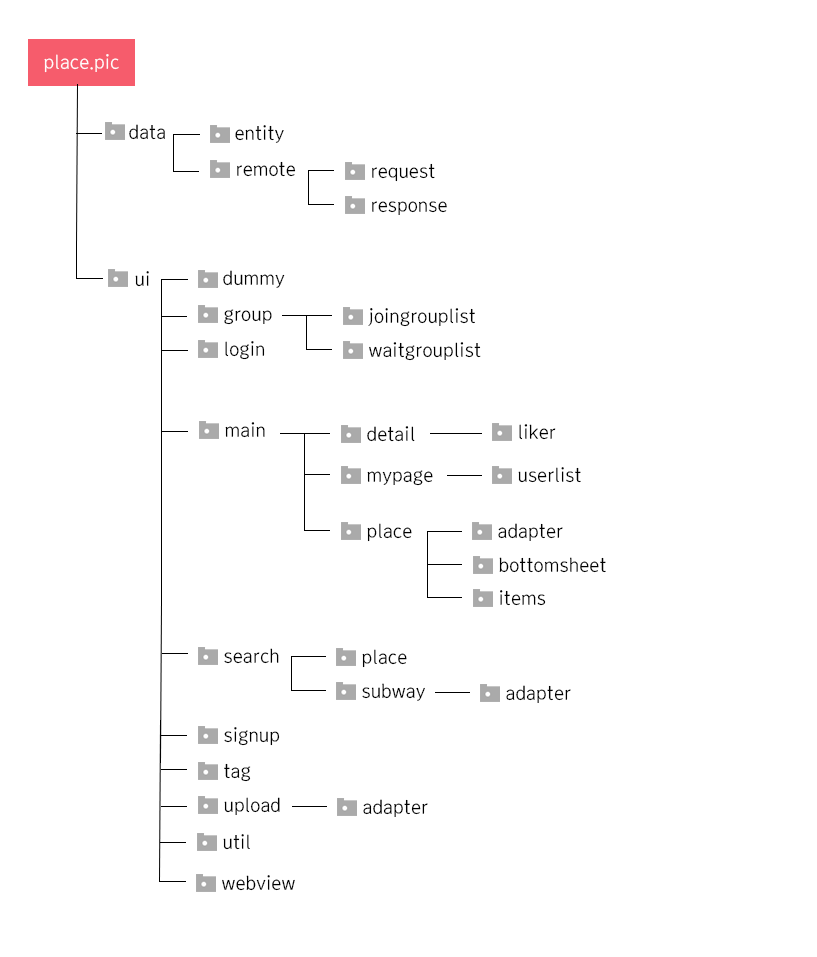 place.pic
data
entity
remote
request
response
ui
dummy
group
joingrouplist
waitgrouplist
login
main
detail
liker
mypage
userlist
place
adapter
bottomsheet
items
search
place
subway
adapter
signup
tag
upload
adapter
util
webview